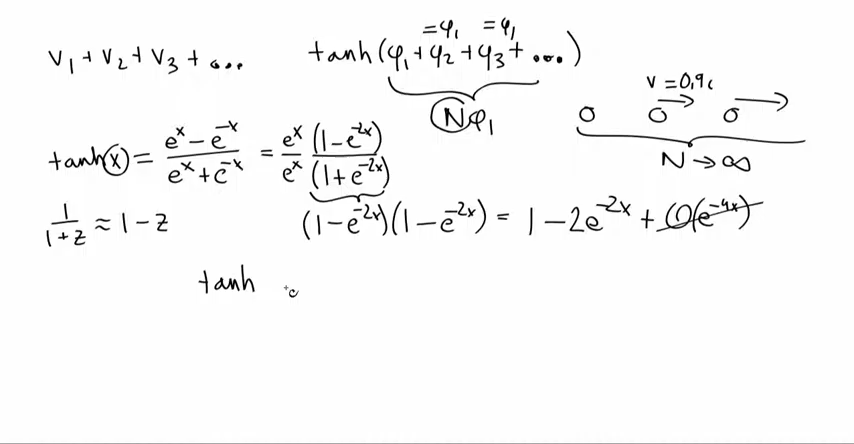 =φ₁ =φ₁
v₁ + v₂ + v₃ + ... tanh(φ₁+φ₂+φ₃+ ....)
Nφ₁
v = 0,9c
N → ∞
tanh(x) = (eˣ − e⁻ˣ)/(eˣ + e⁻ˣ) = eˣ(1−e⁻²ˣ)/eˣ(1+e⁻²ˣ)
1/(1+z) ≈ 1 − z (1−e⁻²ˣ)(1−e⁻²ˣ) = 1 − 2e⁻²ˣ + O(e⁻⁴ˣ)
tanh